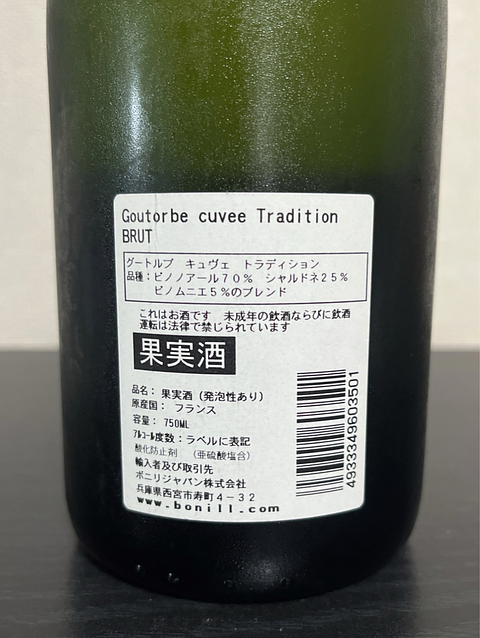 Goutorbe cuvee Tradition
BRUT
グートルブ　キュヴェ　トラディション
品種：ピノノアール７０％　シャルドネ２５％
ピノムニエ５％のブレンド
これはお酒です　未成年の飲酒ならびに飲酒
運転は法律で禁じられています
果実酒
品名：果実酒（発泡性あり）
原産国：フランス
容量：750ML
ｱﾙｺｰﾙ度数：ラベルに表記
酸化防止剤　（亜硫酸塩含）
輸入者及び取引先
ボニリジャパン株式会社
兵庫県西宮市寿町４－３２
www.bonill.com
4933349603501